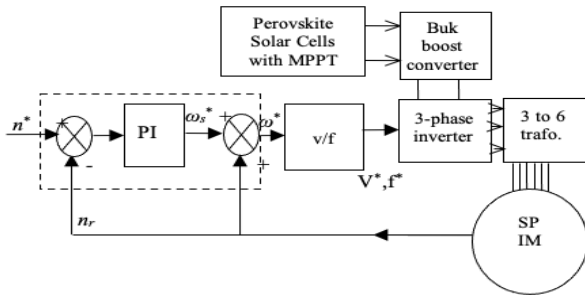 Perovskite
Solar Cells
with MPPT
Buk
boost
converter
n*
+
-
PI
ωs*
+
+
ω*
v/f
V*,f*
3-phase
inverter
3 to 6
trafo.
nr
SP
IM